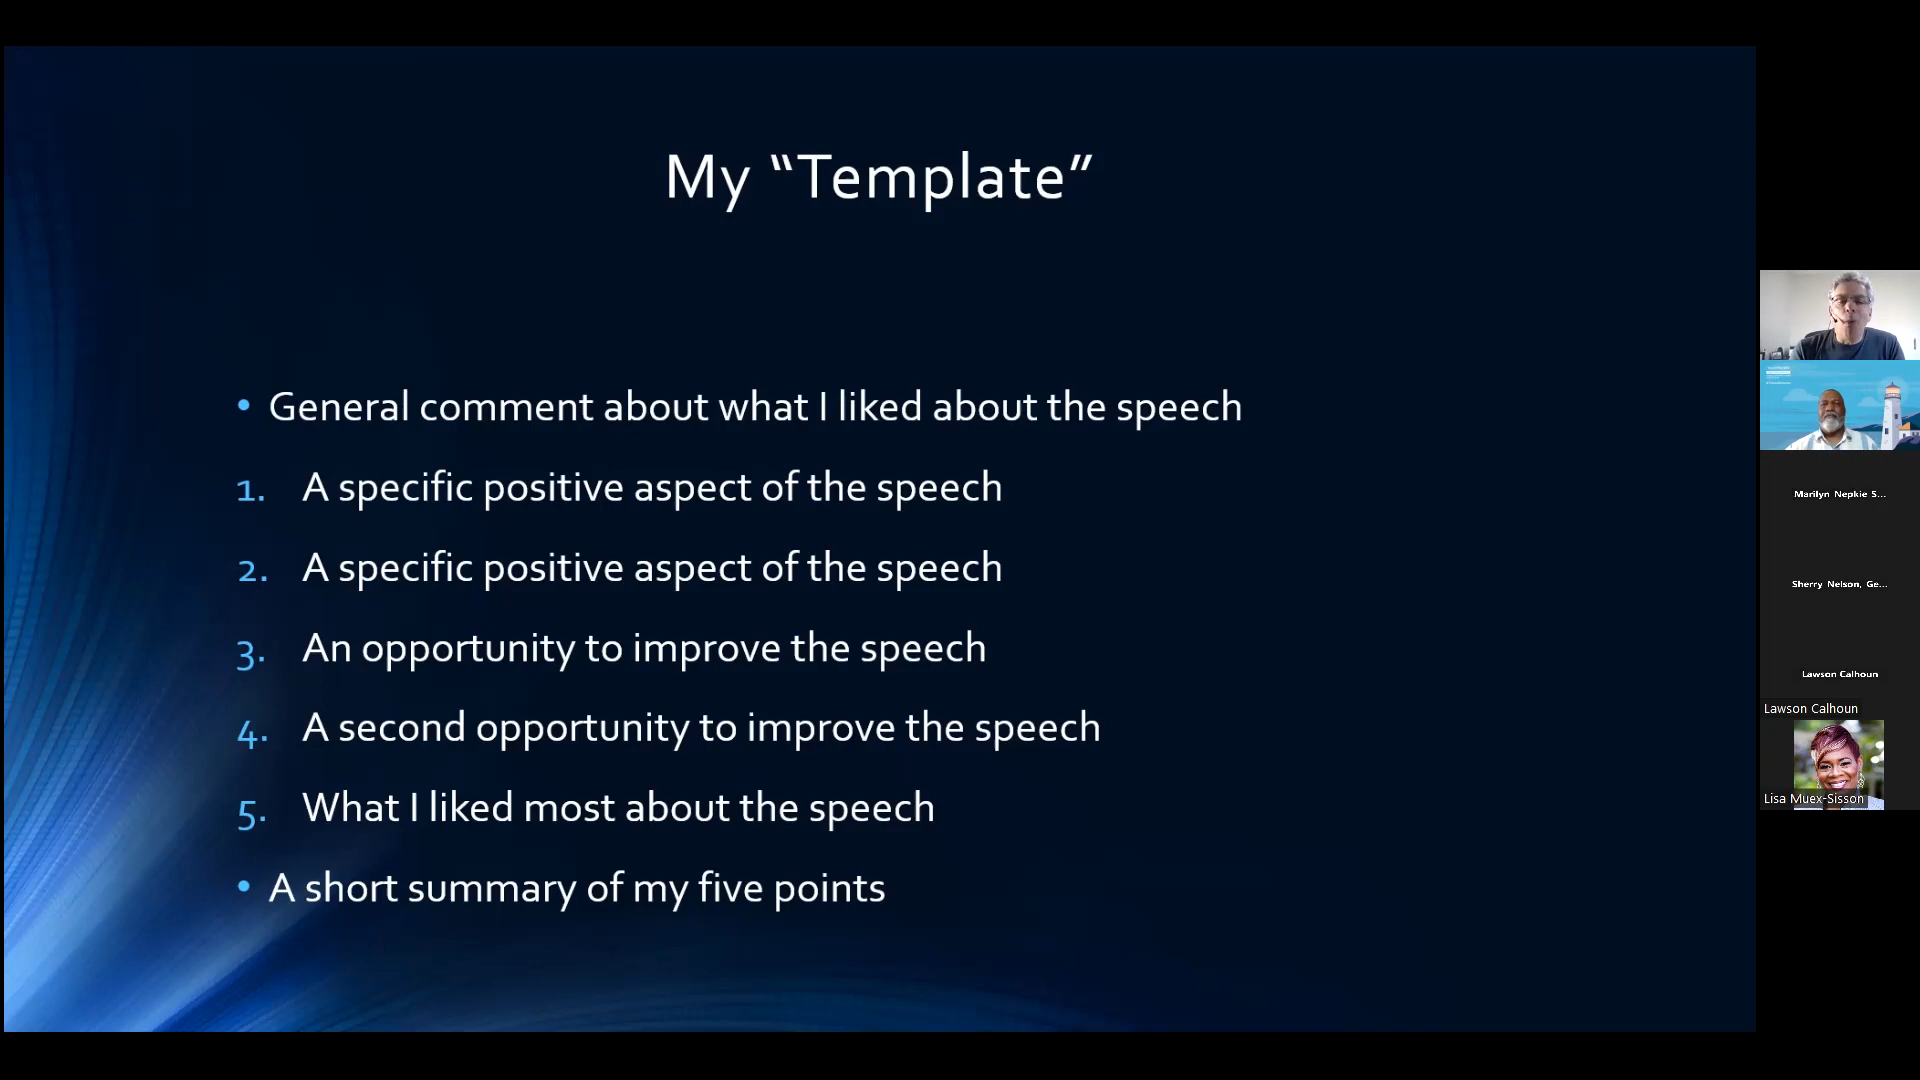 My “Template”
• General comment about what I liked about the speech
1. A specific positive aspect of the speech
2. A specific positive aspect of the speech
3. An opportunity to improve the speech
4. A second opportunity to improve the speech
5. What I liked most about the speech
• A short summary of my five points
Marilyn Nepkie S...
Sherry Nelson, Ge...
Lawson Calhoun
Lawson Calhoun
Lisa Muex-Sisson